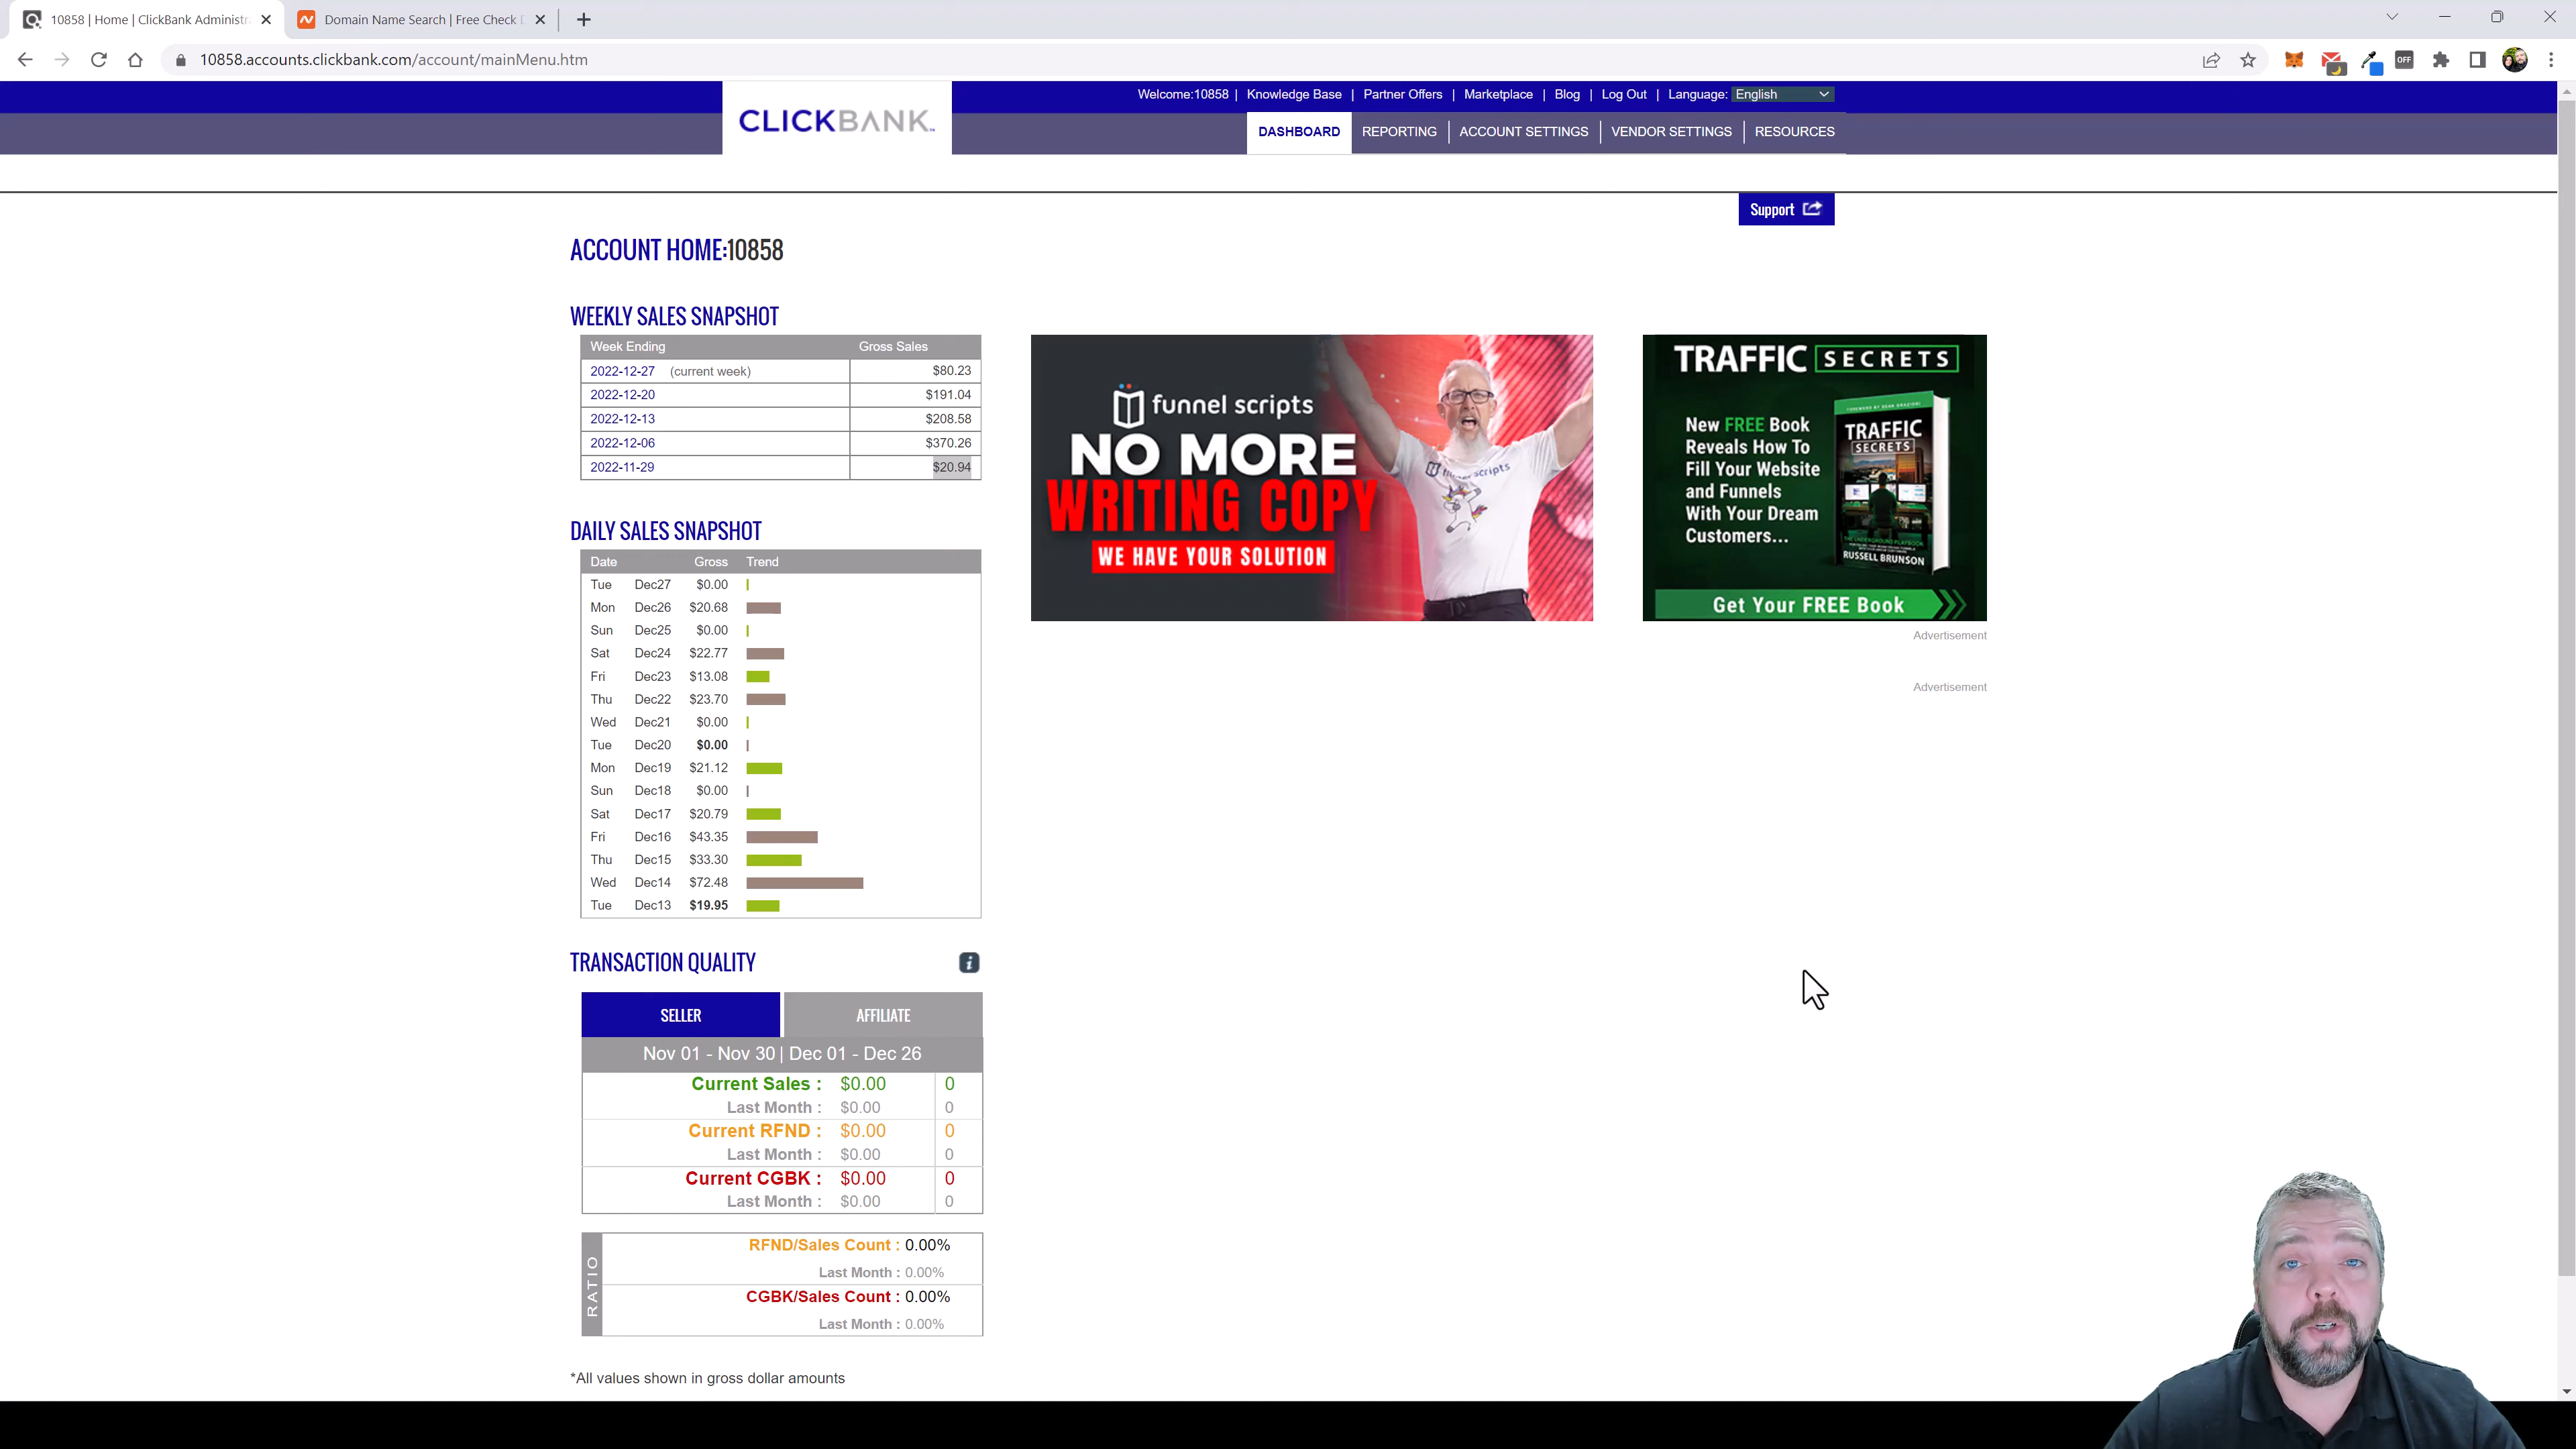 10858 | Home | ClickBank Administr
Domain Name Search | Free Check D
10858.accounts.clickbank.com/account/mainMenu.htm
OFF
Welcome:10858 | Knowledge Base | Partner Offers | Marketplace | Blog | Log Out | Language: English
CLICKBANK
DASHBOARD REPORTING ACCOUNT SETTINGS VENDOR SETTINGS RESOURCES
Support
ACCOUNT HOME:10858
WEEKLY SALES SNAPSHOT
Week Ending Gross Sales
2022-12-27 (current week) $80.23
2022-12-20 $191.04
2022-12-13 $208.58
2022-12-06 $370.26
2022-11-29 $20.94
funnel scripts
NO MORE
WRITING COPY
WE HAVE YOUR SOLUTION
TRAFFIC SECRETS
New FREE Book
Reveals How To
Fill Your Website
and Funnels
With Your Dream
Customers...
TRAFFIC
SECRETS
RUSSELL BRUNSON
Get Your FREE Book
Advertisement
Advertisement
DAILY SALES SNAPSHOT
Date Gross Trend
Tue Dec27 $0.00
Mon Dec26 $20.68
Sun Dec25 $0.00
Sat Dec24 $22.77
Fri Dec23 $13.08
Thu Dec22 $23.70
Wed Dec21 $0.00
Tue Dec20 $0.00
Mon Dec19 $21.12
Sun Dec18 $0.00
Sat Dec17 $20.79
Fri Dec16 $43.35
Thu Dec15 $33.30
Wed Dec14 $72.48
Tue Dec13 $19.95
TRANSACTION QUALITY
SELLER AFFILIATE
Nov 01 - Nov 30 | Dec 01 - Dec 26
Current Sales : $0.00 0
Last Month : $0.00 0
Current RFND : $0.00 0
Last Month : $0.00 0
Current CGBK : $0.00 0
Last Month : $0.00 0
RATIO
RFND/Sales Count : 0.00%
Last Month : 0.00%
CGBK/Sales Count : 0.00%
Last Month : 0.00%
*All values shown in gross dollar amounts